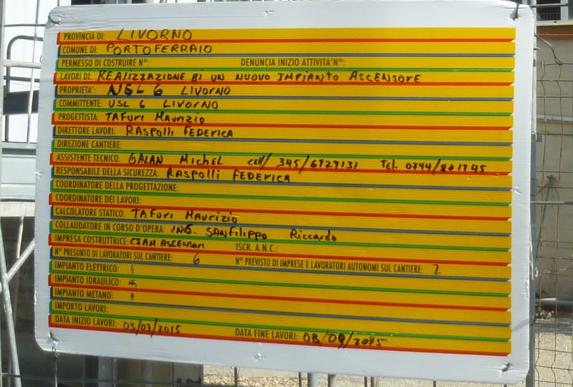 PROVINCIA DI: LIVORNO
COMUNE DI: PORTOFERRAIO
PERMESSO DI COSTRUIRE N°: DENUNCIA INIZIO ATTIVITA' N°:
LAVORI DI: REALIZZAZIONE DI UN NUOVO IMPIANTO ASCENSORE
PROPRIETA': USL 6 LIVORNO
COMMITTENTE: USL 6 LIVORNO
PROGETTISTA: TAFURI Maurizio
DIRETTORE LAVORI: RASPOLLI FEDERICA
DIREZIONE CANTIERE:
ASSISTENTE TECNICO: GALAN Michel cell/ 345/6929131 Tel. 0744/
RESPONSABILE DELLA SICUREZZA: RASPOLLI FEDERICA
COORDINATORE DELLA PROGETTAZIONE:
COORDINATORE DEI LAVORI:
CALCOLATORE STATICO: TAFURI Maurizio
COLLAUDATORE IN CORSO D'OPERA: ING. SANFILIPPO Riccardo
IMPRESA COSTRUTTRICE: CIAM ASCENSORI ISCR. A.N.C.:
N° PRESUNTO DI LAVORATORI SUL CANTIERE: 6 N° PREVISTO DI IMPRESE E LAVORATORI AUTONOMI SUL CANTIERE: 2
IMPIANTO ELETTRICO:
IMPIANTO IDRAULICO:
IMPIANTO METANO:
IMPORTO LAVORI:
DATA INIZIO LAVORI: 03/03/2015 DATA FINE LAVORI: 08/09/2015